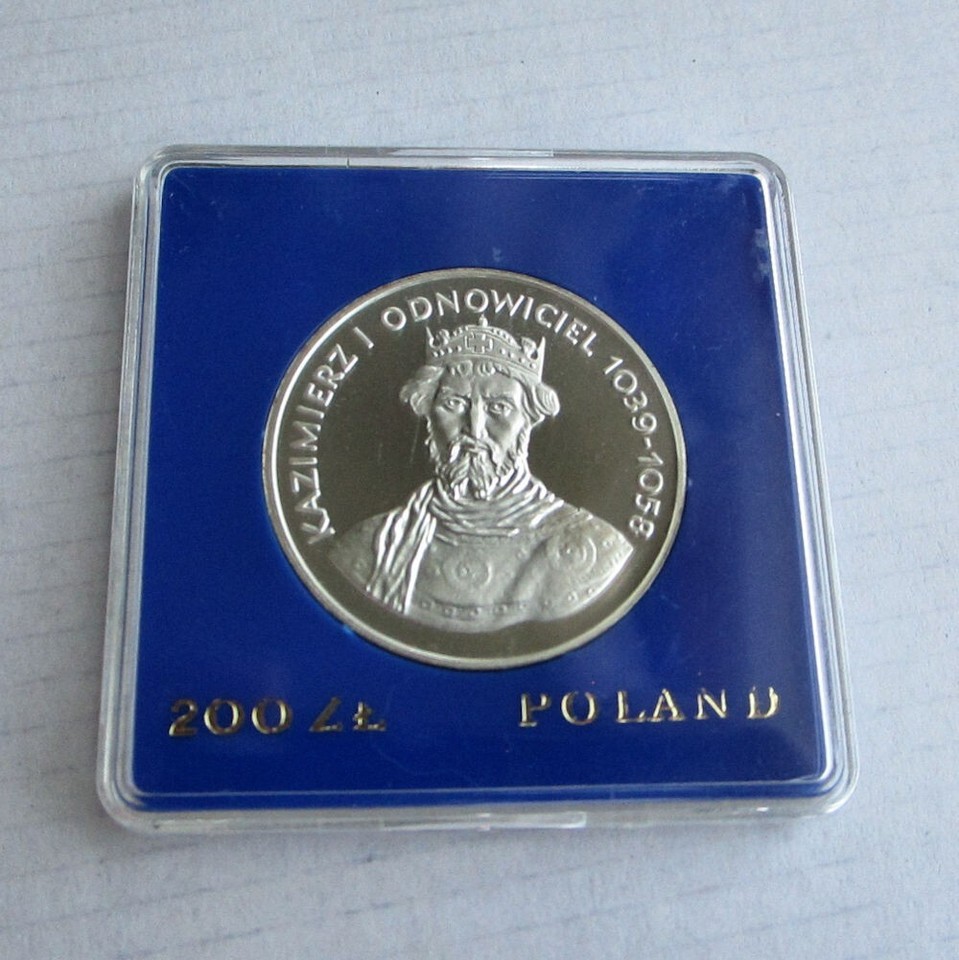 KAZIMIERZ I ODNOWICIEL 1039-1058
200 ZŁ POLAND